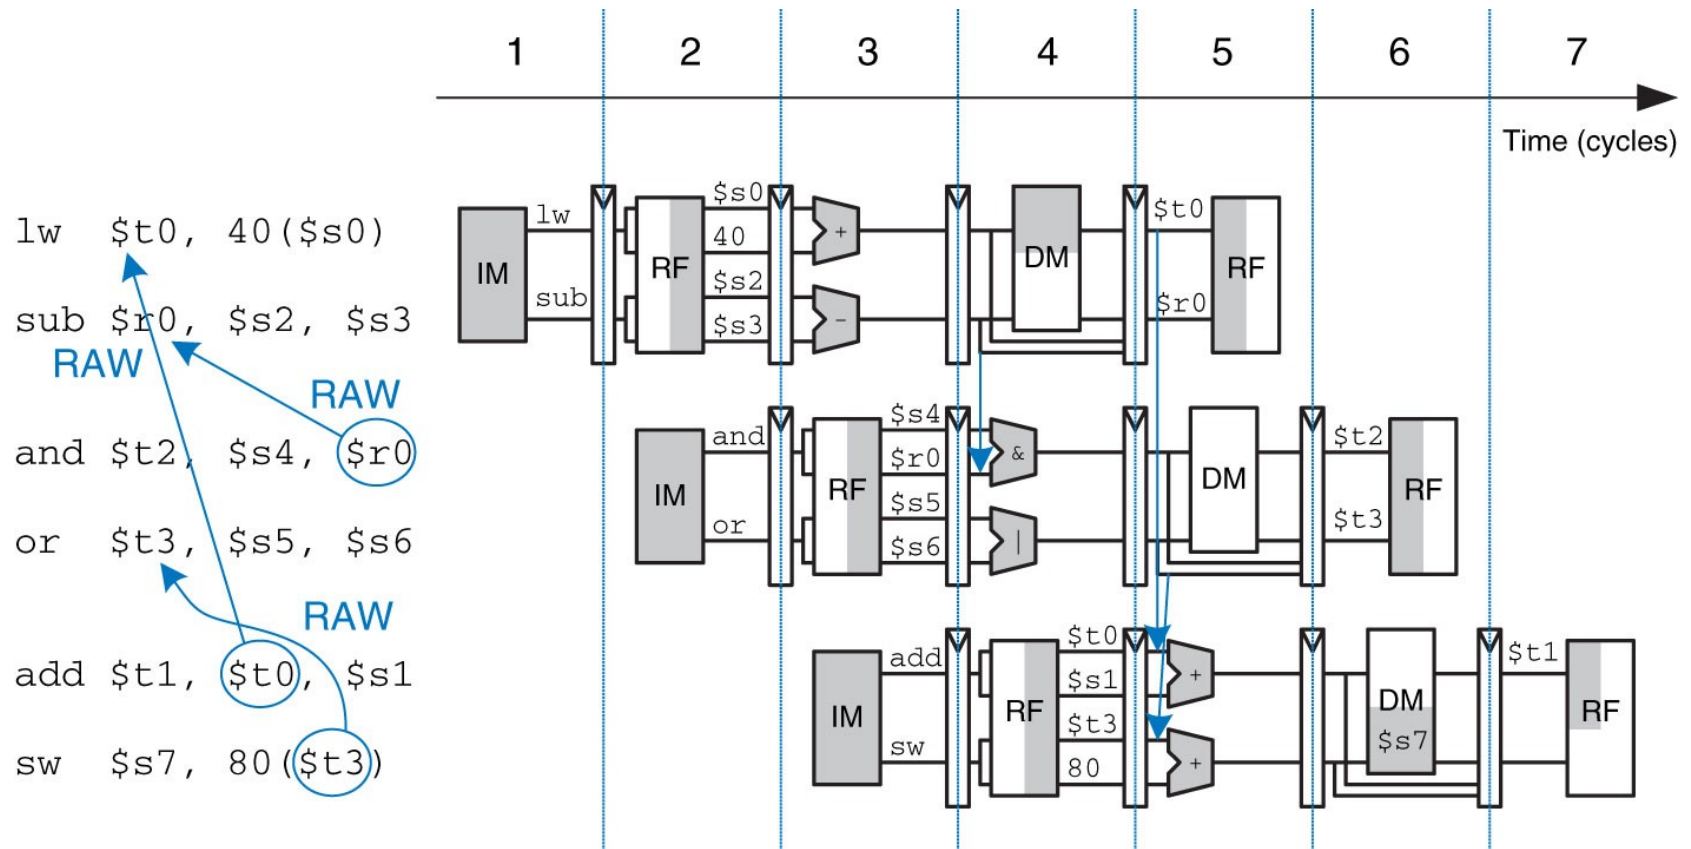 1 2 3 4 5 6 7
Time (cycles)
lw $t0, 40($s0)
sub $r0, $s2, $s3
RAW
RAW
and $t2, $s4, $r0
or $t3, $s5, $s6
RAW
add $t1, $t0, $s1
sw $s7, 80($t3)
IM
lw
sub
RF
$s0
40
$s2
$s3
+
-
DM
$t0
$r0
RF
IM
and
or
RF
$s4
$r0
$s5
$s6
&
|
DM
$t2
$t3
RF
IM
add
sw
RF
$t0
$s1
$t3
80
+
+
DM
$s7
$t1
RF